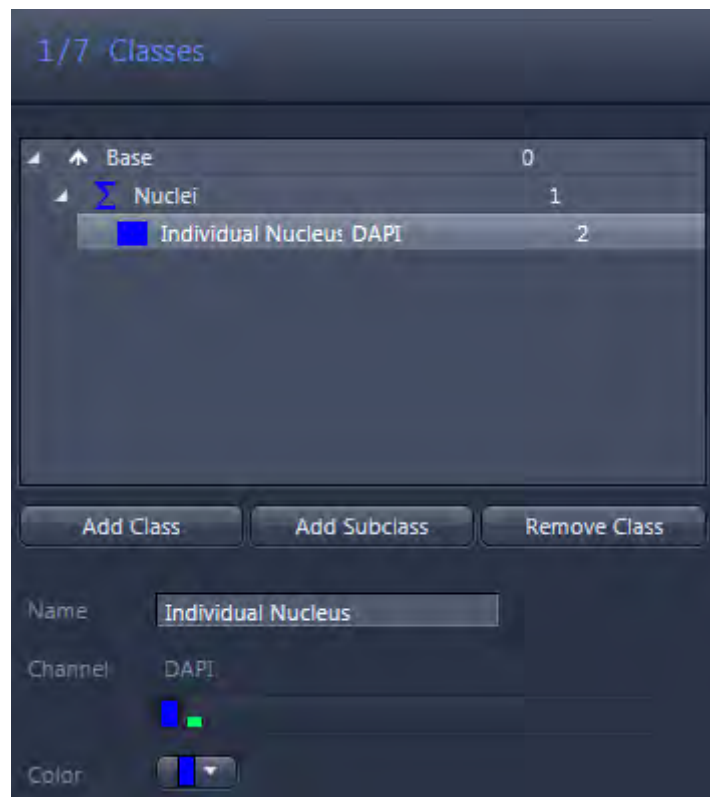 1/7 Classes
Base 0
Σ Nuclei 1
Individual Nucleus DAPI 2
Add Class Add Subclass Remove Class
Name Individual Nucleus
Channel DAPI
Color